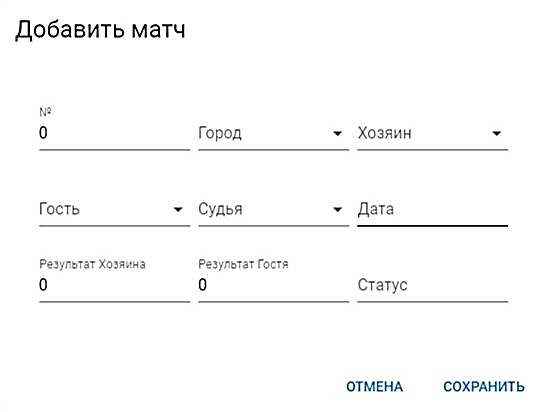 Добавить матч
№
0 Город Хозяин
Гость Судья Дата
Результат Хозяина Результат Гостя
0 0 Статус
ОТМЕНА СОХРАНИТЬ